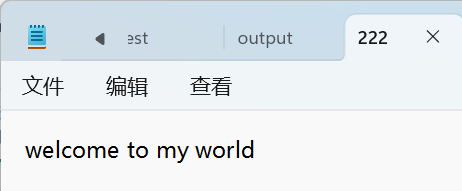 est output 222
文件 编辑 查看
welcome to my world